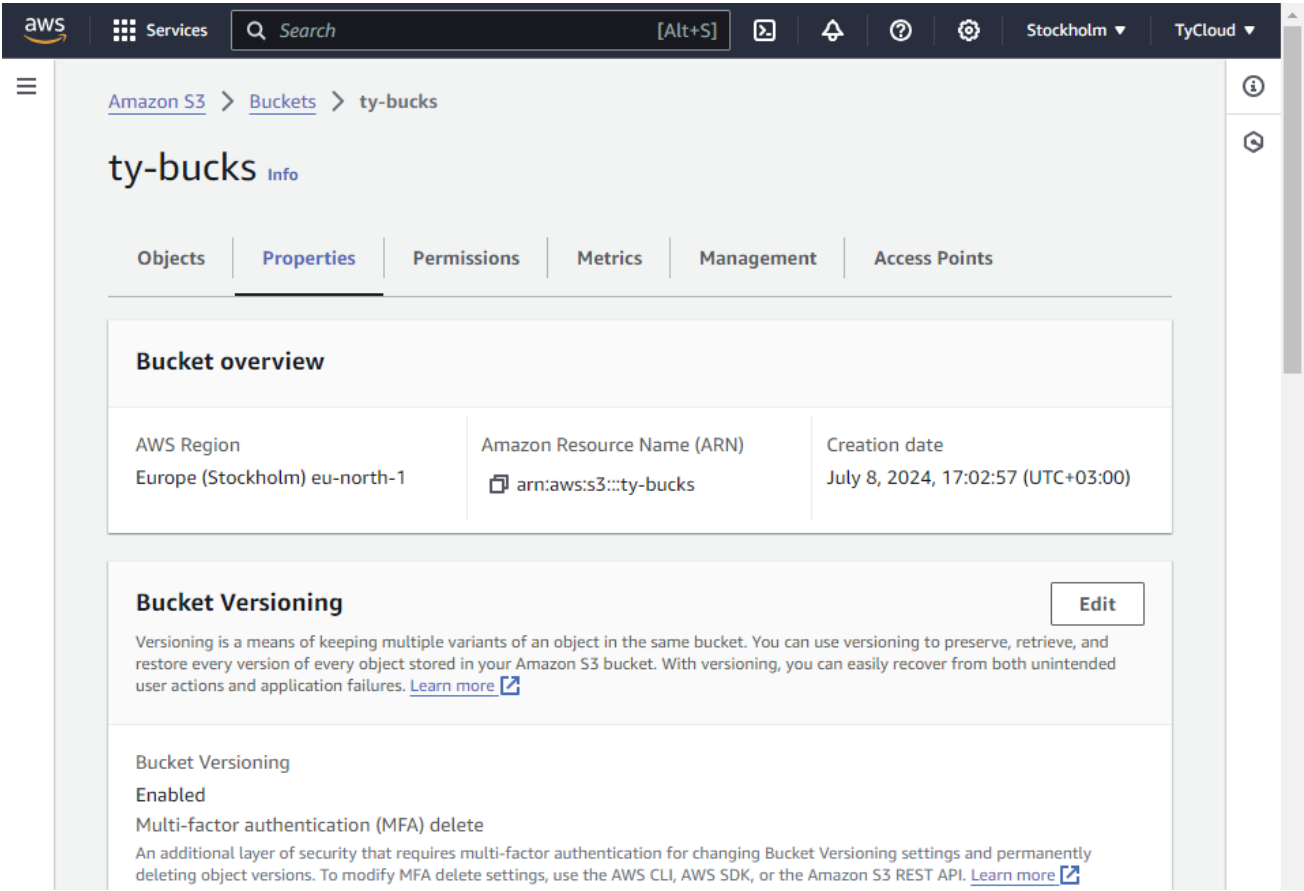 aws Services Search [Alt+S] Stockholm ▼ TyCloud ▼
Amazon S3 > Buckets > ty-bucks
ty-bucks Info
Objects Properties Permissions Metrics Management Access Points
Bucket overview
AWS Region
Europe (Stockholm) eu-north-1
Amazon Resource Name (ARN)
arn:aws:s3:::ty-bucks
Creation date
July 8, 2024, 17:02:57 (UTC+03:00)
Bucket Versioning
Edit
Versioning is a means of keeping multiple variants of an object in the same bucket. You can use versioning to preserve, retrieve, and
restore every version of every object stored in your Amazon S3 bucket. With versioning, you can easily recover from both unintended
user actions and application failures. Learn more
Bucket Versioning
Enabled
Multi-factor authentication (MFA) delete
An additional layer of security that requires multi-factor authentication for changing Bucket Versioning settings and permanently
deleting object versions. To modify MFA delete settings, use the AWS CLI, AWS SDK, or the Amazon S3 REST API. Learn more